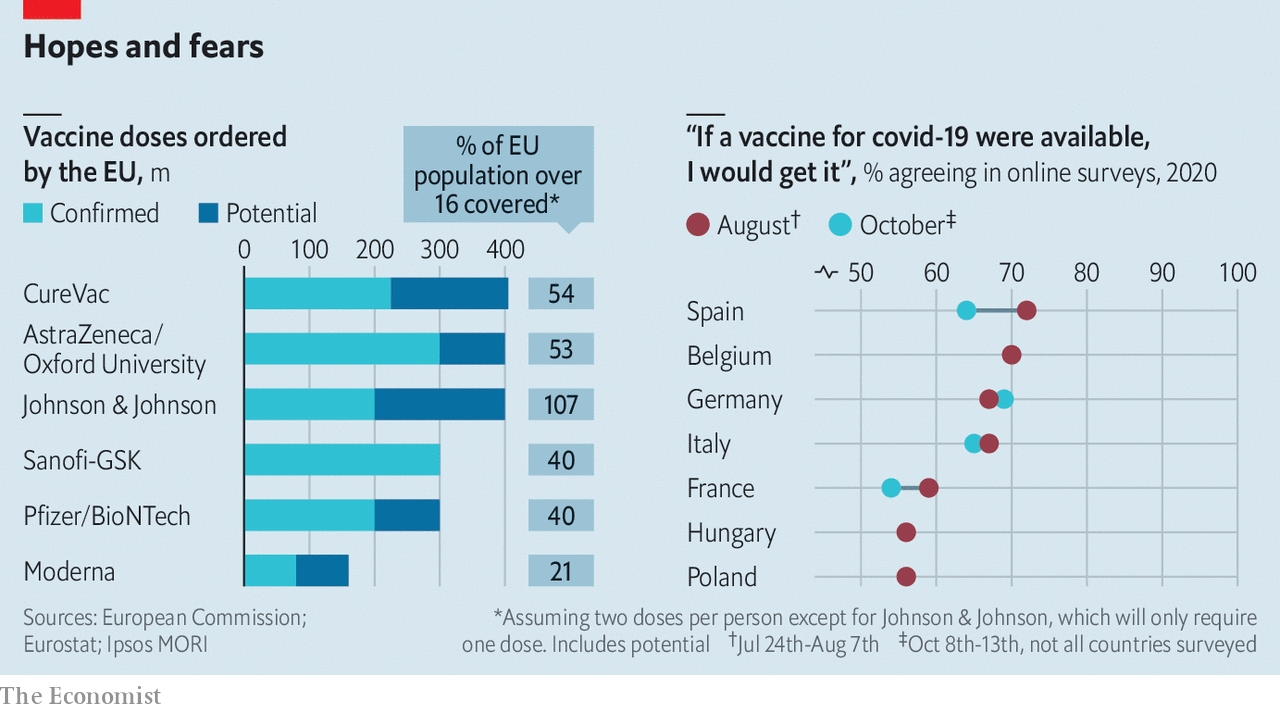 Hopes and fears
Vaccine doses ordered
by the EU, m
Confirmed Potential
% of EU
population over
16 covered*
0 100 200 300 400
CureVac 54
AstraZeneca/
Oxford University 53
Johnson & Johnson 107
Sanofi-GSK 40
Pfizer/BioNTech 40
Moderna 21
Sources: European Commission;
Eurostat; Ipsos MORI
“If a vaccine for covid-19 were available,
I would get it”, % agreeing in online surveys, 2020
August† October‡
50 60 70 80 90 100
Spain
Belgium
Germany
Italy
France
Hungary
Poland
*Assuming two doses per person except for Johnson & Johnson, which will only require
one dose. Includes potential †Jul 24th-Aug 7th ‡Oct 8th-13th, not all countries surveyed
The Economist